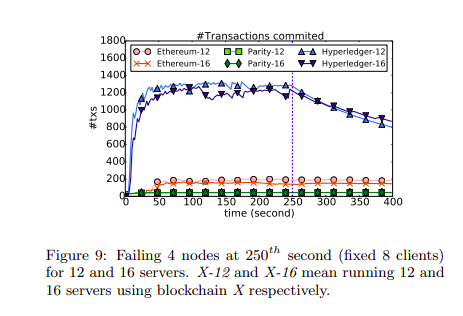 #Transactions commited
1800
1600
1400
1200
1000
800
600
400
200
0
#txs
Ethereum-12 Parity-12 Hyperledger-12
Ethereum-16 Parity-16 Hyperledger-16
0 50 100 150 200 250 300 350 400
time (second)
Figure 9: Failing 4 nodes at 250th second (fixed 8 clients)
for 12 and 16 servers. X-12 and X-16 mean running 12 and
16 servers using blockchain X respectively.